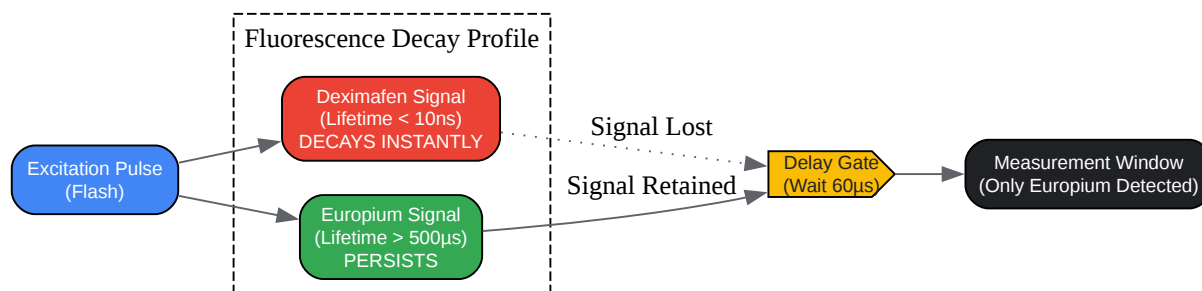 Fluorescence Decay Profile
Excitation Pulse
(Flash)
Deximafen Signal
(Lifetime < 10ns)
DECAYS INSTANTLY
Europium Signal
(Lifetime > 500µs)
PERSISTS
Signal Lost
Signal Retained
Delay Gate
(Wait 60µs)
Measurement Window
(Only Europium Detected)